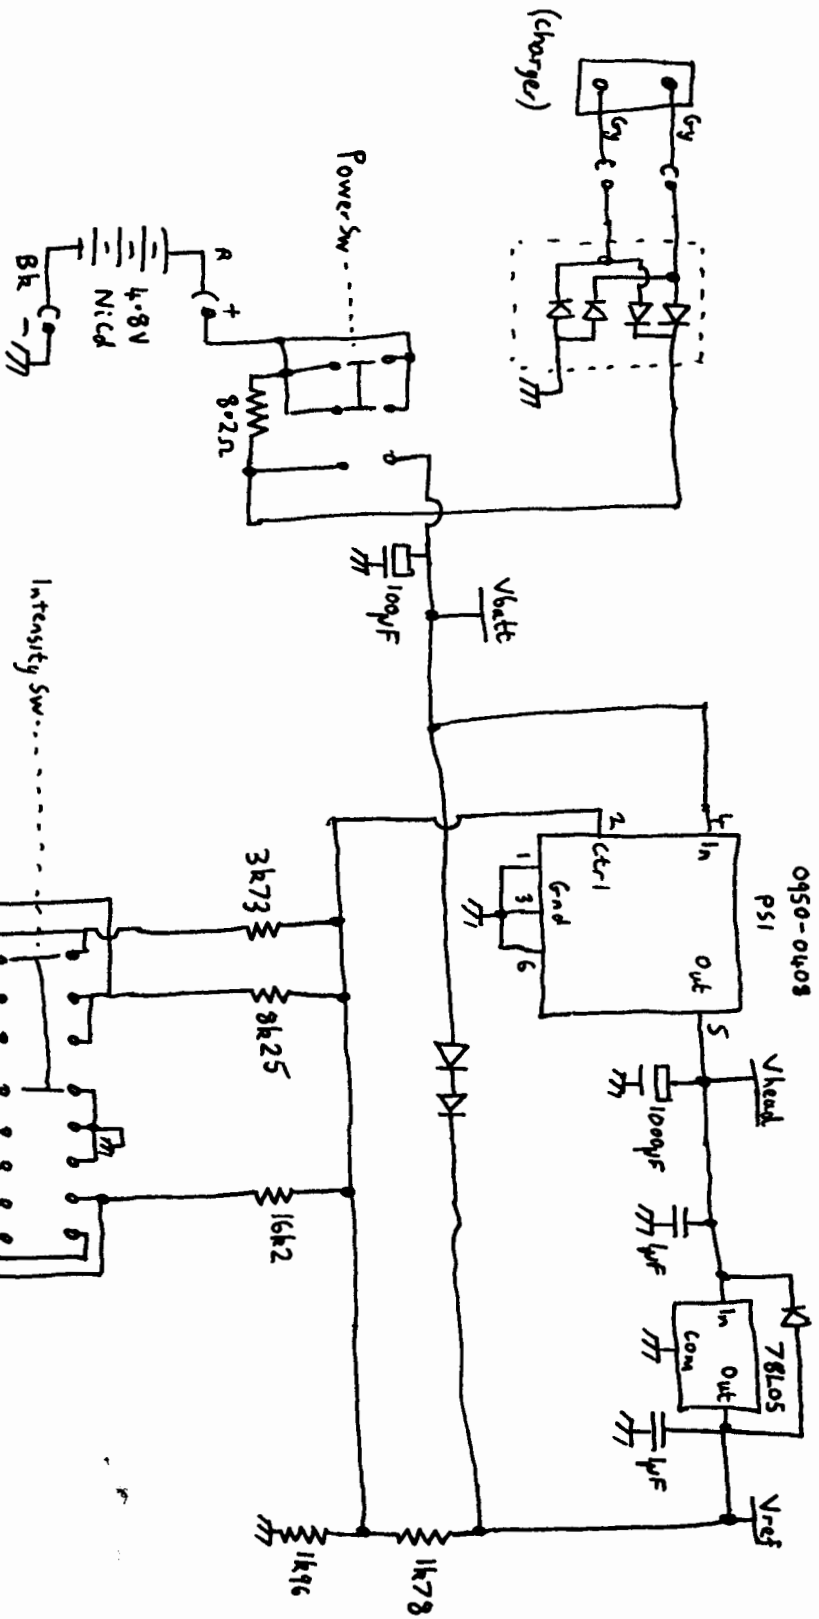 (charger)
Gy
Gy
Power Sw
R
+
4.8V
NiCd
Bk
-
8.2Ω
100µF
Vbatt
0950-0408
PS1
4
In
2
Ctrl
1
3
6
Gnd
Out
5
Vhead
1000µF
1µF
In
Com
Out
78L05
1µF
Vref
Intensity Sw
3k73
8k25
16k2
1k96
1k78